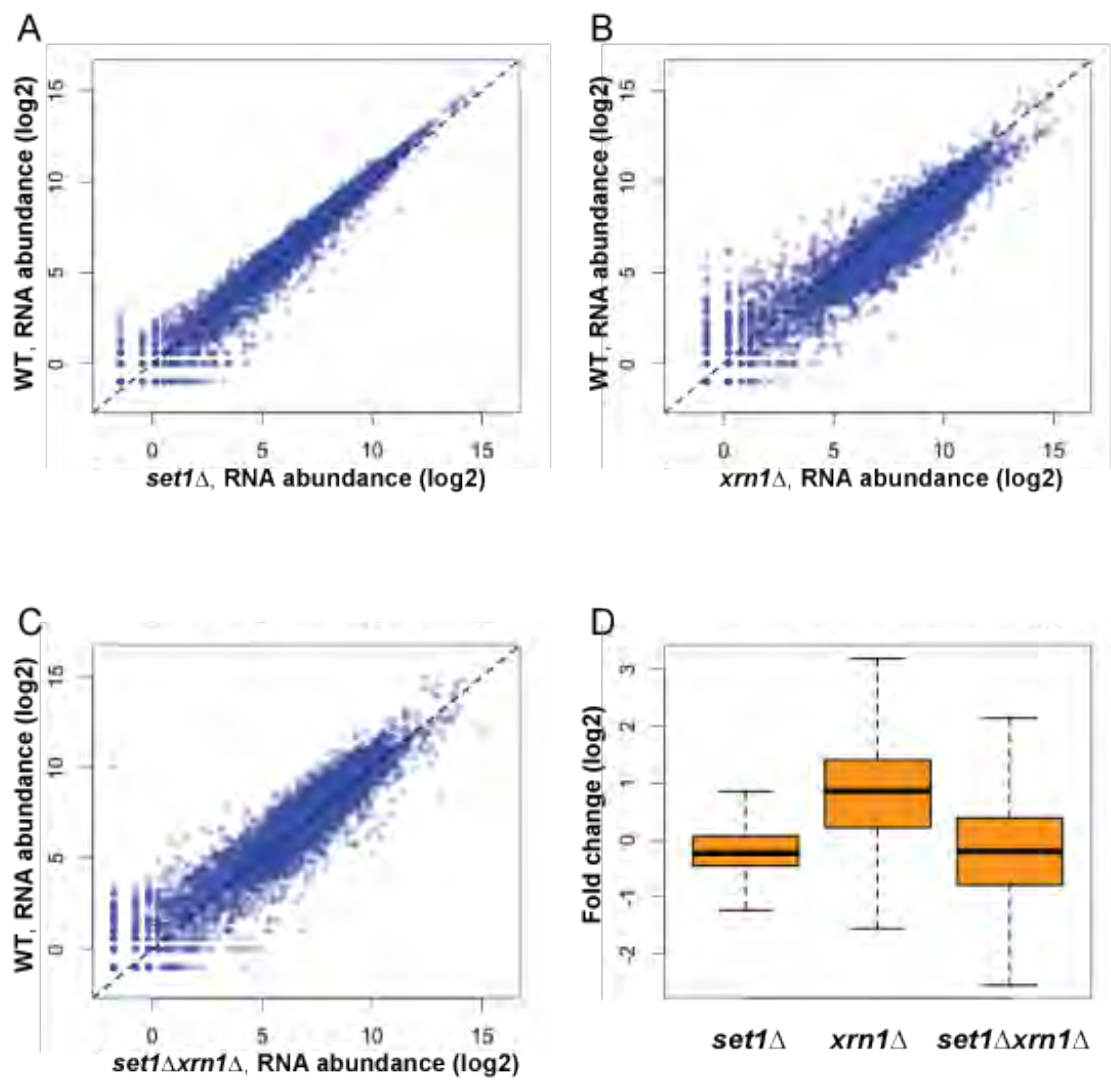 A
B
WT, RNA abundance (log2)
15
10
5
0
0 5 10 15
set1Δ, RNA abundance (log2)
WT, RNA abundance (log2)
15
10
5
0
0 5 10 15
xrn1Δ, RNA abundance (log2)
C
D
WT, RNA abundance (log2)
15
10
5
0
0 5 10 15
set1Δxrn1Δ, RNA abundance (log2)
Fold change (log2)
3
2
1
0
-1
-2
set1Δ xrn1Δ set1Δxrn1Δ